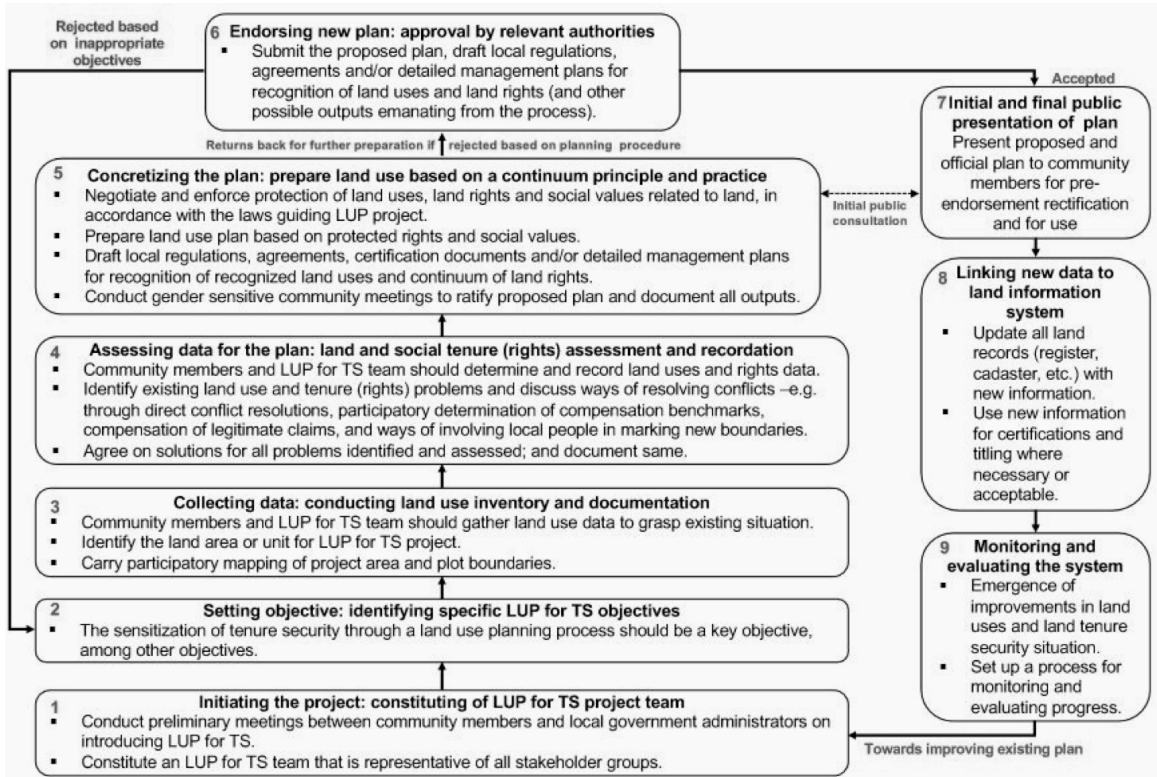 Rejected based
on
inappropriate
objectives
6 Endorsing new plan: approval by relevant authorities
▪ Submit the proposed plan, draft local regulations,
agreements and/or detailed management plans for
recognition of land uses and land rights (and other
possible outputs emanating from the process).
Accepted
Returns back for further preparation if rejected based on planning procedure
5 Concretizing the plan: prepare land use based on a continuum principle and practice
▪ Negotiate and enforce protection of land uses, land rights and social values related to land, in
accordance with the laws guiding LUP project.
▪ Prepare land use plan based on protected rights and social values.
▪ Draft local regulations, agreements, certification documents and/or detailed management plans
for recognition of recognized land uses and continuum of land rights.
▪ Conduct gender sensitive community meetings to ratify proposed plan and document all outputs.
Initial public
consultation
4 Assessing data for the plan: land and social tenure (rights) assessment and recordation
▪ Community members and LUP for TS team should determine and record land uses and rights data.
▪ Identify existing land use and tenure (rights) problems and discuss ways of resolving conflicts –e.g.
through direct conflict resolutions, participatory determination of compensation benchmarks,
compensation of legitimate claims, and ways of involving local people in marking new boundaries.
▪ Agree on solutions for all problems identified and assessed; and document same.
3 Collecting data: conducting land use inventory and documentation
▪ Community members and LUP for TS team should gather land use data to grasp existing situation.
▪ Identify the land area or unit for LUP for TS project.
▪ Carry participatory mapping of project area and plot boundaries.
2 Setting objective: identifying specific LUP for TS objectives
▪ The sensitization of tenure security through a land use planning process should be a key objective,
among other objectives.
1 Initiating the project: constituting of LUP for TS project team
▪ Conduct preliminary meetings between community members and local government administrators on
introducing LUP for TS.
▪ Constitute an LUP for TS team that is representative of all stakeholder groups.
7 Initial and final public
presentation of plan
Present proposed and
official plan to community
members for pre-
endorsement rectification
and for use
8 Linking new data to
land information
system
▪ Update all land
records (register,
cadaster, etc.) with
new information.
▪ Use new information
for certifications and
titling where
necessary or
acceptable.
9 Monitoring and
evaluating the system
▪ Emergence of
improvements in land
uses and land tenure
security situation.
▪ Set up a process for
monitoring and
evaluating progress.
Towards improving existing plan